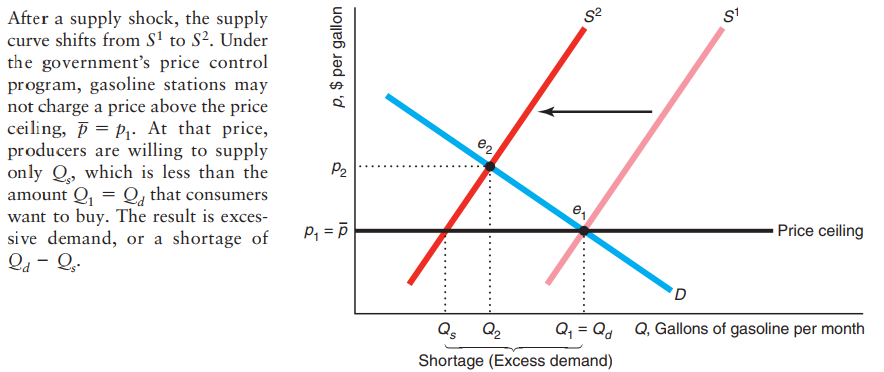 After a supply shock, the supply
curve shifts from S¹ to S². Under
the government's price control
program, gasoline stations may
not charge a price above the price
ceiling, p̅ = p₁. At that price,
producers are willing to supply
only Qₛ, which is less than the
amount Q₁ = Q_d that consumers
want to buy. The result is exces-
sive demand, or a shortage of
Q_d − Qₛ.
p, $ per gallon
S²
S¹
e₂
p₂
e₁
p₁ = p̅
Price ceiling
D
Qₛ
Q₂
Q₁ = Q_d
Q, Gallons of gasoline per month
Shortage (Excess demand)